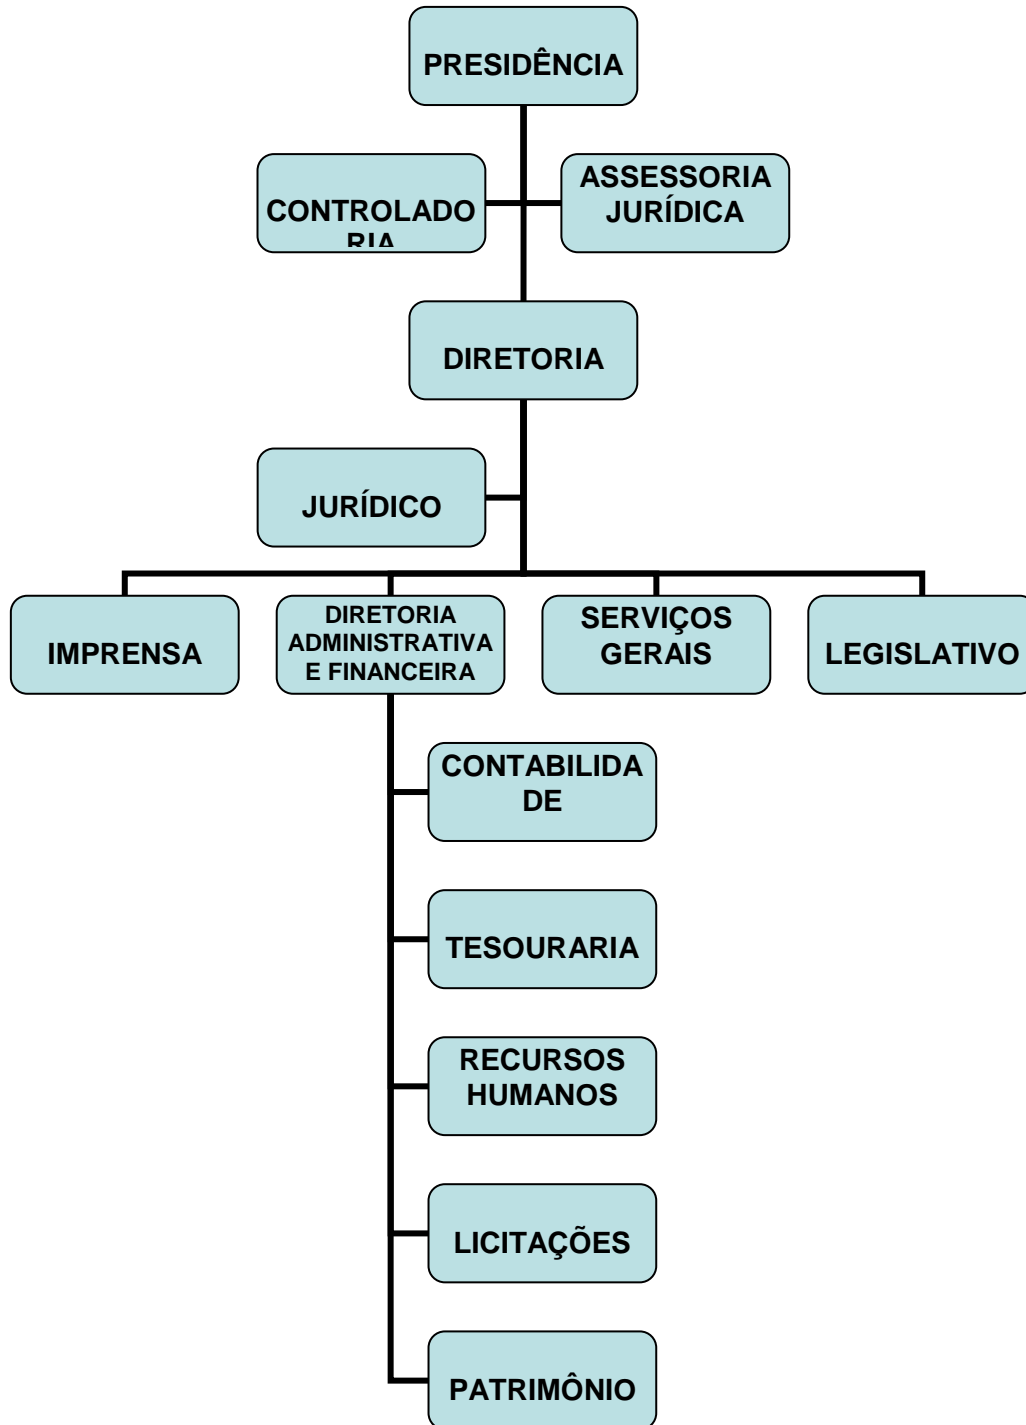 PRESIDÊNCIA
CONTROLADO
RIA
ASSESSORIA
JURÍDICA
DIRETORIA
JURÍDICO
IMPRENSA
DIRETORIA
ADMINISTRATIVA
E FINANCEIRA
SERVIÇOS
GERAIS
LEGISLATIVO
CONTABILIDA
DE
TESOURARIA
RECURSOS
HUMANOS
LICITAÇÕES
PATRIMÔNIO